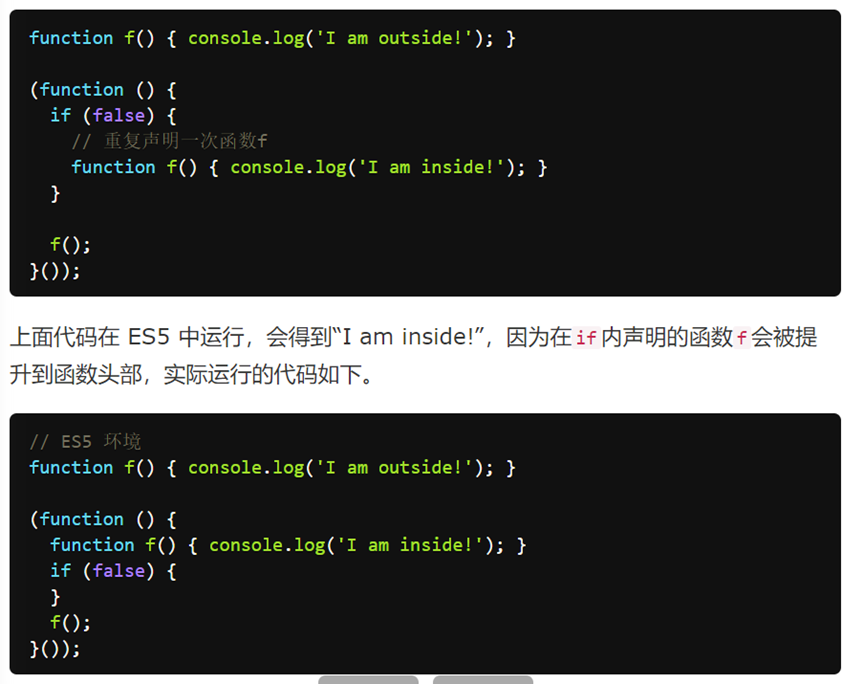 function f() { console.log('I am outside!'); }
(function () {
if (false) {
// 重复声明一次函数f
function f() { console.log('I am inside!'); }
}
f();
}());
上面代码在 ES5 中运行，会得到“I am inside!”，因为在if内声明的函数f会被提
升到函数头部，实际运行的代码如下。
// ES5 环境
function f() { console.log('I am outside!'); }
(function () {
function f() { console.log('I am inside!'); }
if (false) {
}
f();
}());